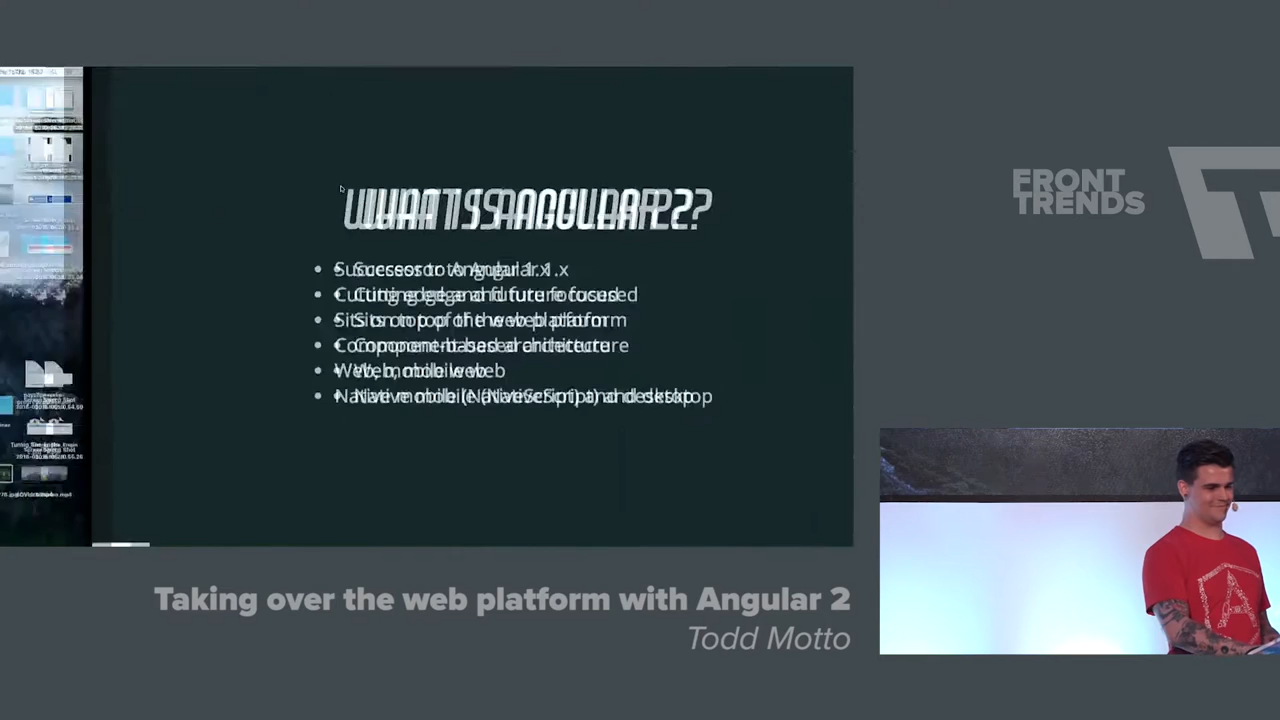 WHAT IS ANGULAR 2?
• Successor to Angular 1.x
• Cutting edge and future focused
• Sits on top of the web platform
• Component-based architecture
• Web, mobile web
• Native mobile (NativeScript) and desktop
FRONT
TRENDS
Taking over the web platform with Angular 2
Todd Motto
A